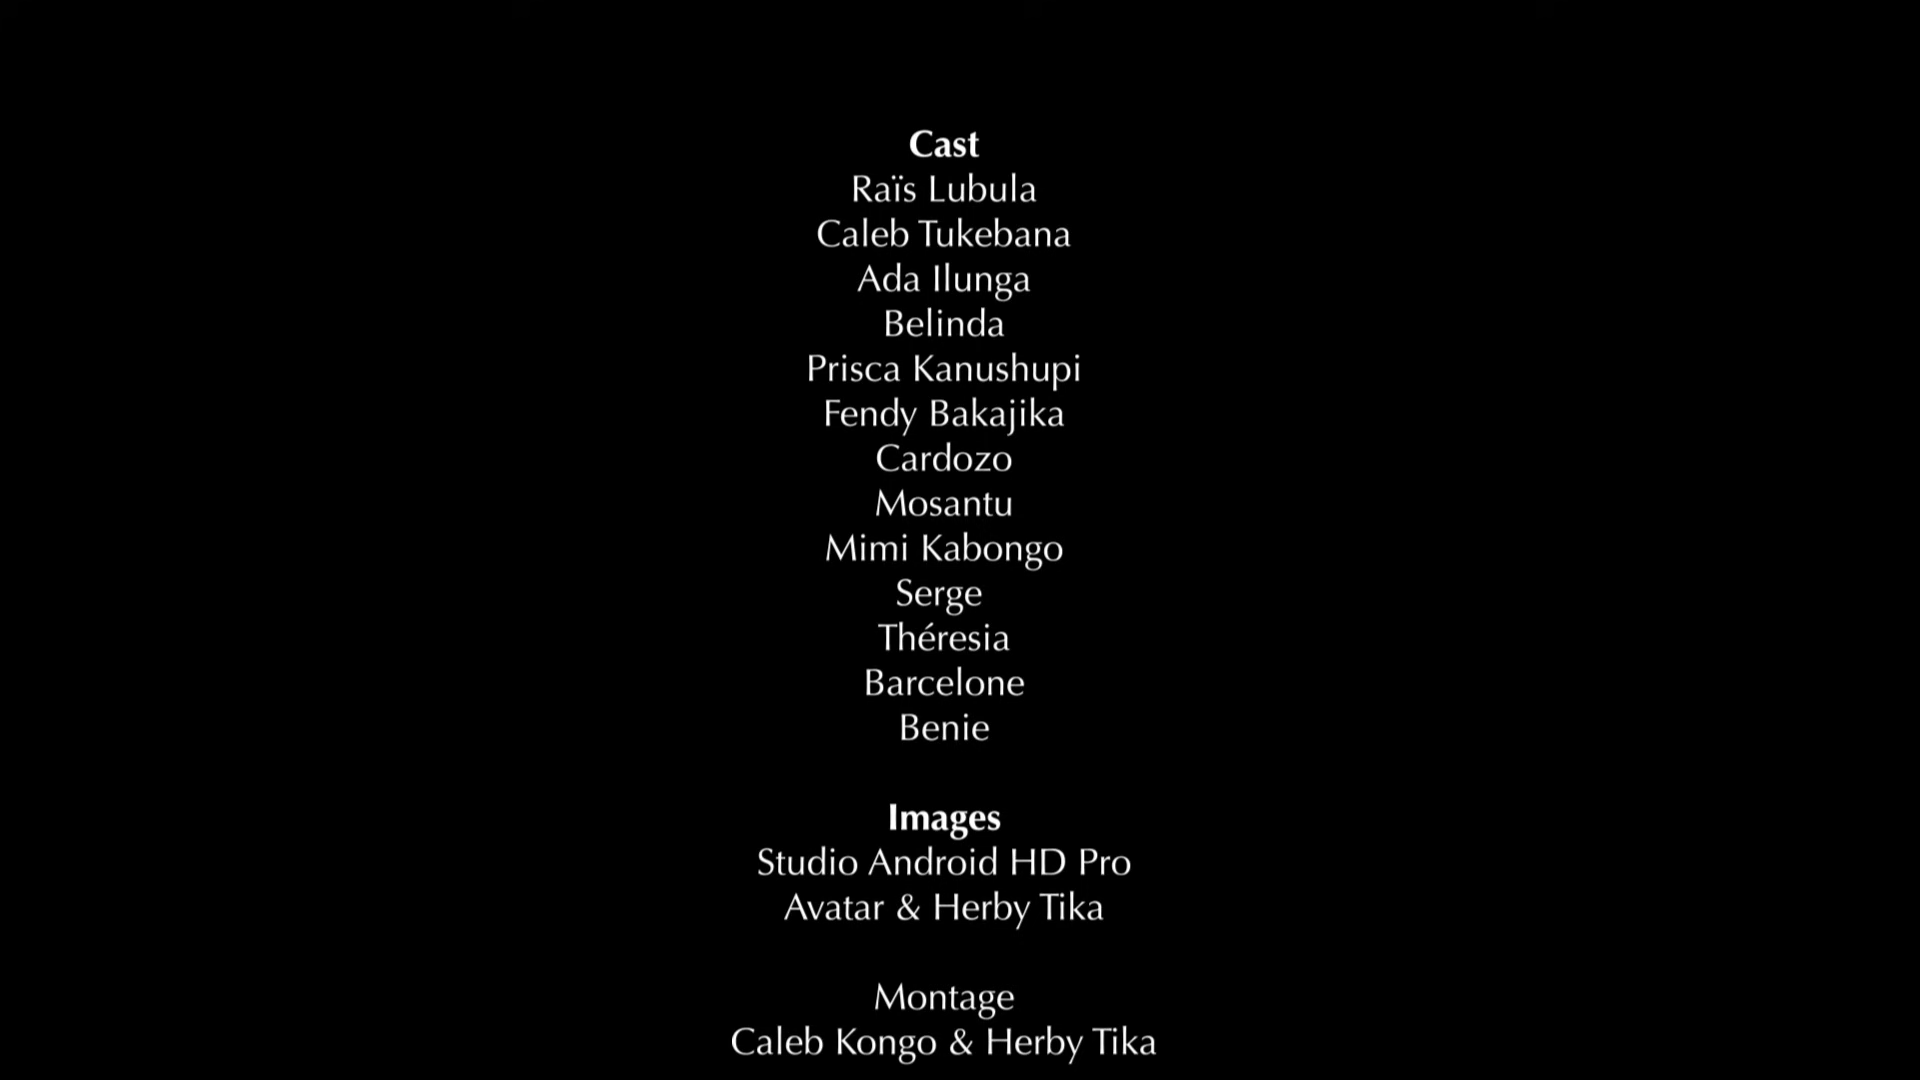 Cast
Raïs Lubula
Caleb Tukebana
Ada Ilunga
Belinda
Prisca Kanushupi
Fendy Bakajika
Cardozo
Mosantu
Mimi Kabongo
Serge
Théresia
Barcelone
Benie
Images
Studio Android HD Pro
Avatar & Herby Tika
Montage
Caleb Kongo & Herby Tika